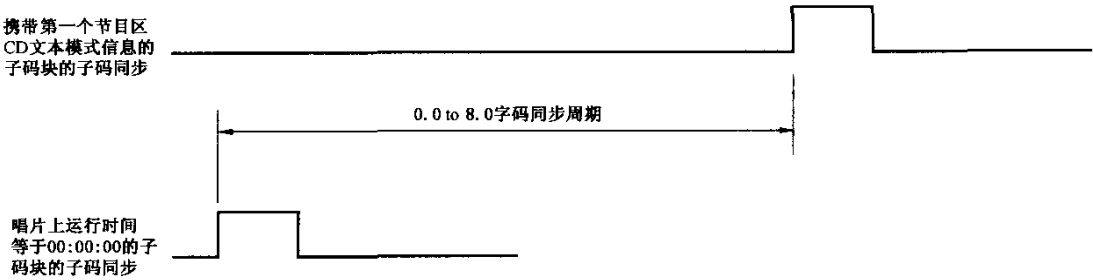 携带第一个节目区
CD文本模式信息的
子码块的子码同步
0.0 to 8.0字码同步周期
唱片上运行时间
等于00:00:00的子
码块的子码同步